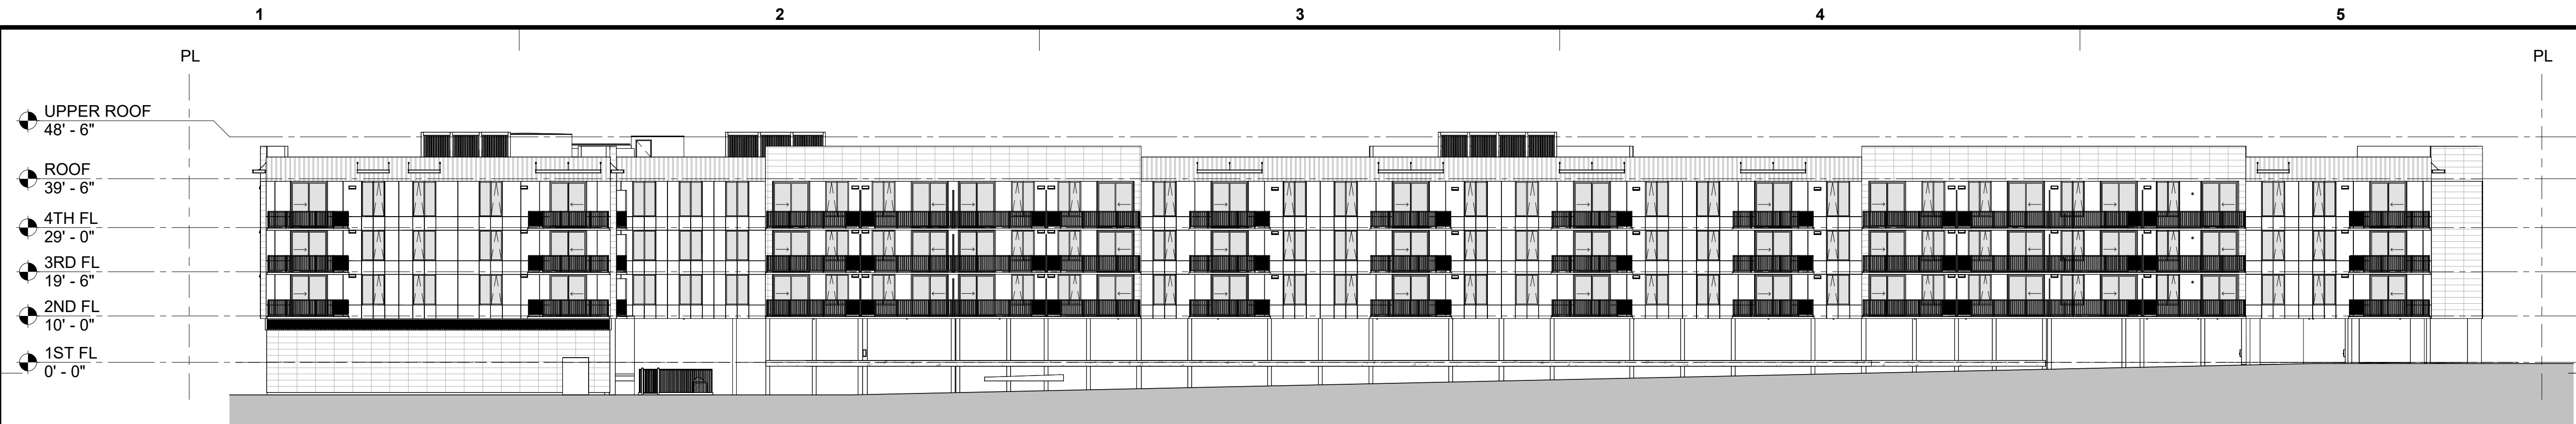 1 2 3 4 5
PL PL
UPPER ROOF
48' - 6"
ROOF
39' - 6"
4TH FL
29' - 0"
3RD FL
19' - 6"
2ND FL
10' - 0"
1ST FL
0' - 0"